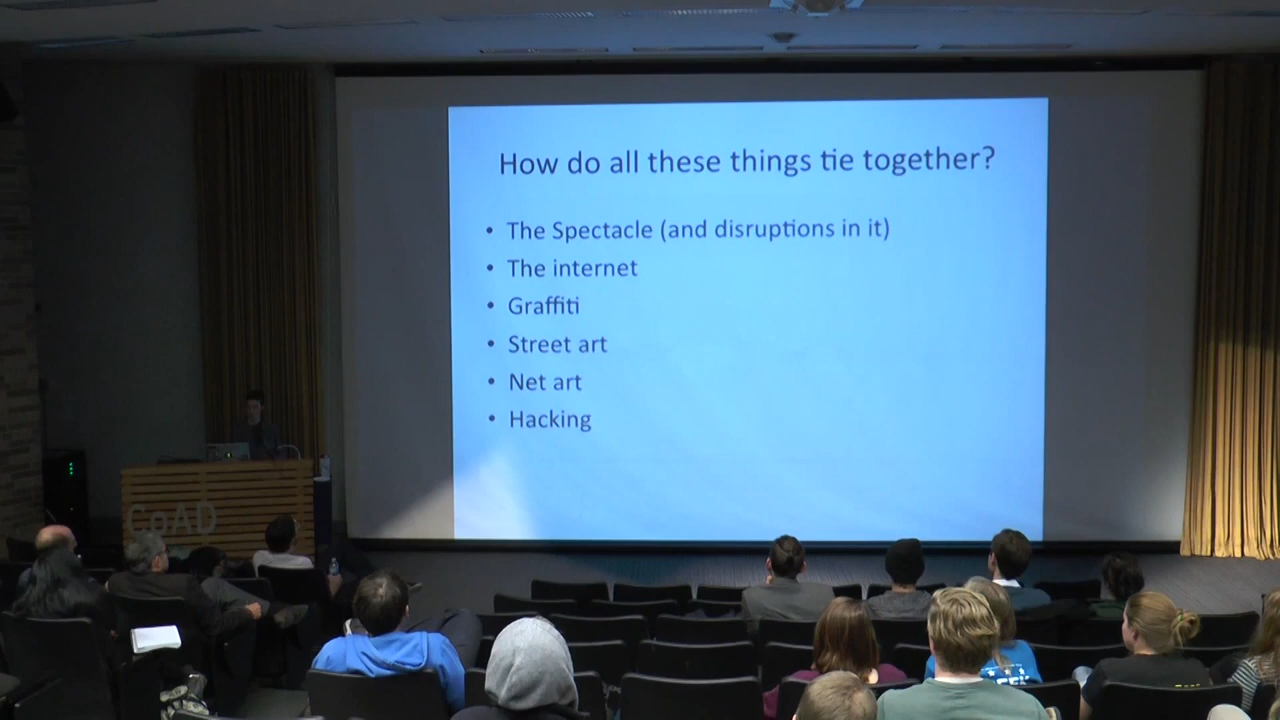 How do all these things tie together?
• The Spectacle (and disruptions in it)
• The internet
• Graffiti
• Street art
• Net art
• Hacking
CoAD